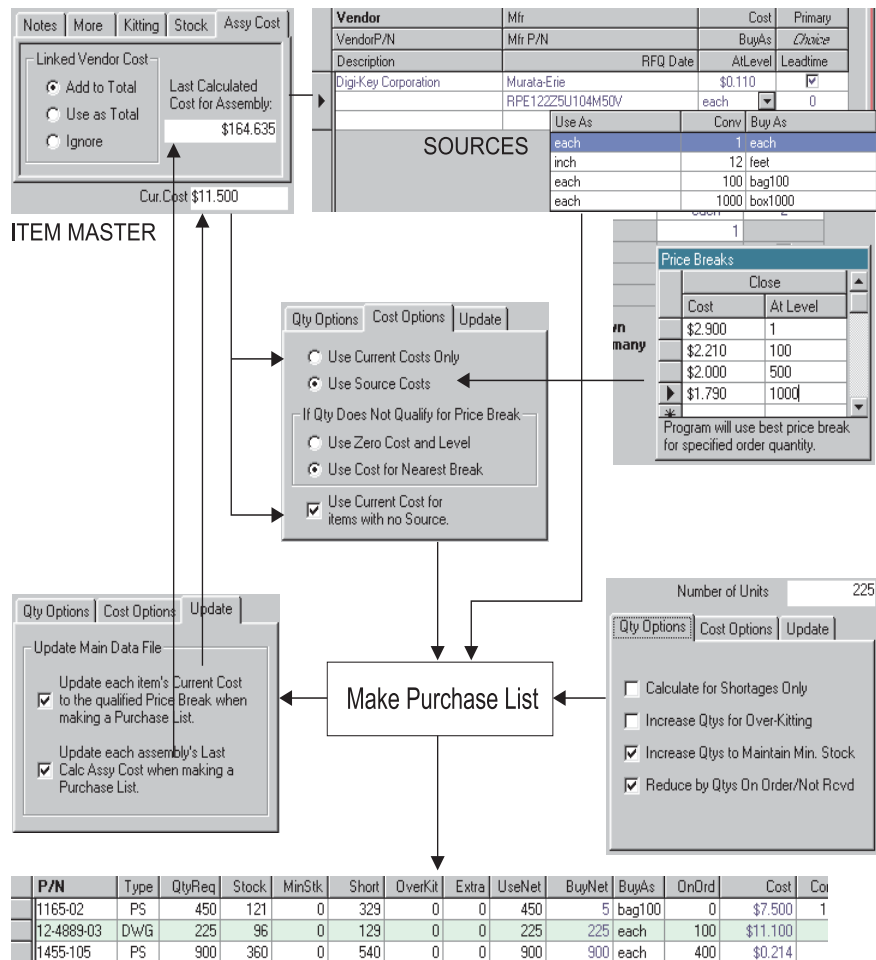 Notes More Kitting Stock Assy Cost
Linked Vendor Cost
Add to Total
Use as Total
Ignore
Last Calculated
Cost for Assembly:
$164.635
Cur.Cost $11.500
ITEM MASTER
Vendor Mfr Cost Primary
VendorP/N Mfr P/N BuyAs Choice
Description RFQ Date AtLevel Leadtime
Digi-Key Corporation Murata-Erie $0.110
RPE122Z5U104M50V each 0
SOURCES
Use As Conv Buy As
each 1 each
inch 12 feet
each 100 bag100
each 1000 box1000
1
Price Breaks
Close
Cost At Level
$2.900 1
$2.210 100
$2.000 500
$1.790 1000
Program will use best price break
for specified order quantity.
many
Qty Options Cost Options Update
Use Current Costs Only
Use Source Costs
If Qty Does Not Qualify for Price Break
Use Zero Cost and Level
Use Cost for Nearest Break
Use Current Cost for
items with no Source.
Qty Options Cost Options Update
Update Main Data File
Update each item's Current Cost
to the qualified Price Break when
making a Purchase List.
Update each assembly's Last
Calc Assy Cost when making a
Purchase List.
Make Purchase List
Number of Units 225
Qty Options Cost Options Update
Calculate for Shortages Only
Increase Qtys for Over-Kitting
Increase Qtys to Maintain Min. Stock
Reduce by Qtys On Order/Not Rcvd
P/N Type QtyReq Stock MinStk Short OverKit Extra UseNet BuyNet BuyAs OnOrd Cost
1165-02 PS 450 121 0 329 0 0 450 5 bag100 0 $7.500 1
12-4889-03 DWG 225 96 0 129 0 0 225 225 each 100 $11.100
1455-105 PS 900 360 0 540 0 0 900 900 each 400 $0.214